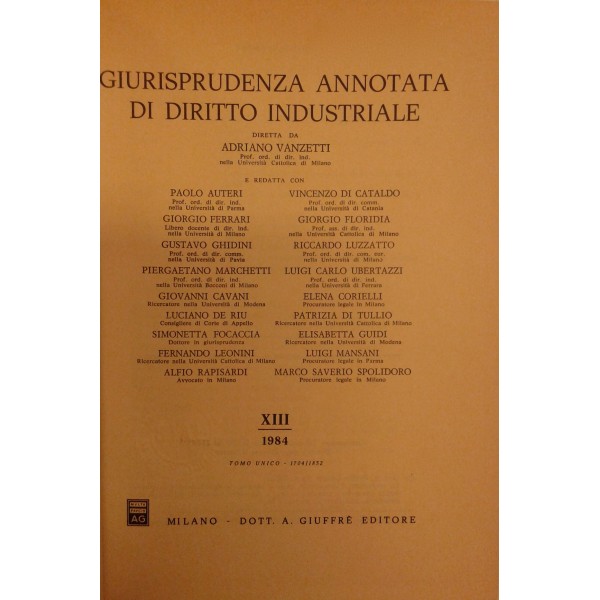 GIURISPRUDENZA ANNOTATA
DI DIRITTO INDUSTRIALE
DIRETTA DA
ADRIANO VANZETTI
Prof. ord. di dir. ind.
nella Università Cattolica di Milano
E REDATTA CON
PAOLO AUTERI
Prof. ord. di dir. ind.
nella Università di Parma
VINCENZO DI CATALDO
Prof. ord. di dir. comm.
nella Università di Catania
GIORGIO FERRARI
Libero docente di dir. ind.
nella Università di Milano
GIORGIO FLORIDIA
Prof. ass. di dir. ind.
nella Università Cattolica di Milano
GUSTAVO GHIDINI
Prof. ord. di dir. comm.
nella Università di Pavia
RICCARDO LUZZATTO
Prof. ord. di dir. com. eur.
nella Università di Milano
PIERGAETANO MARCHETTI
Prof. ord. di dir. ind.
nella Università Bocconi di Milano
LUIGI CARLO UBERTAZZI
Prof. ord. di dir. ind.
nella Università di Ferrara
GIOVANNI CAVANI
Ricercatore nella Università di Modena
ELENA CORIELLI
Procuratore legale in Milano
LUCIANO DE RIU
Consigliere di Corte di Appello
PATRIZIA DI TULLIO
Ricercatore nella Università Cattolica di Milano
SIMONETTA FOCACCIA
Dottore in giurisprudenza
ELISABETTA GUIDI
Ricercatore nella Università di Modena
FERNANDO LEONINI
Ricercatore nella Università Cattolica di Milano
LUIGI MANSANI
Procuratore legale in Parma
ALFIO RAPISARDI
Avvocato in Milano
MARCO SAVERIO SPOLIDORO
Procuratore legale in Milano
XIII
1984
TOMO UNICO - 1704/1832
AG
MILANO - DOTT. A. GIUFFRÈ EDITORE